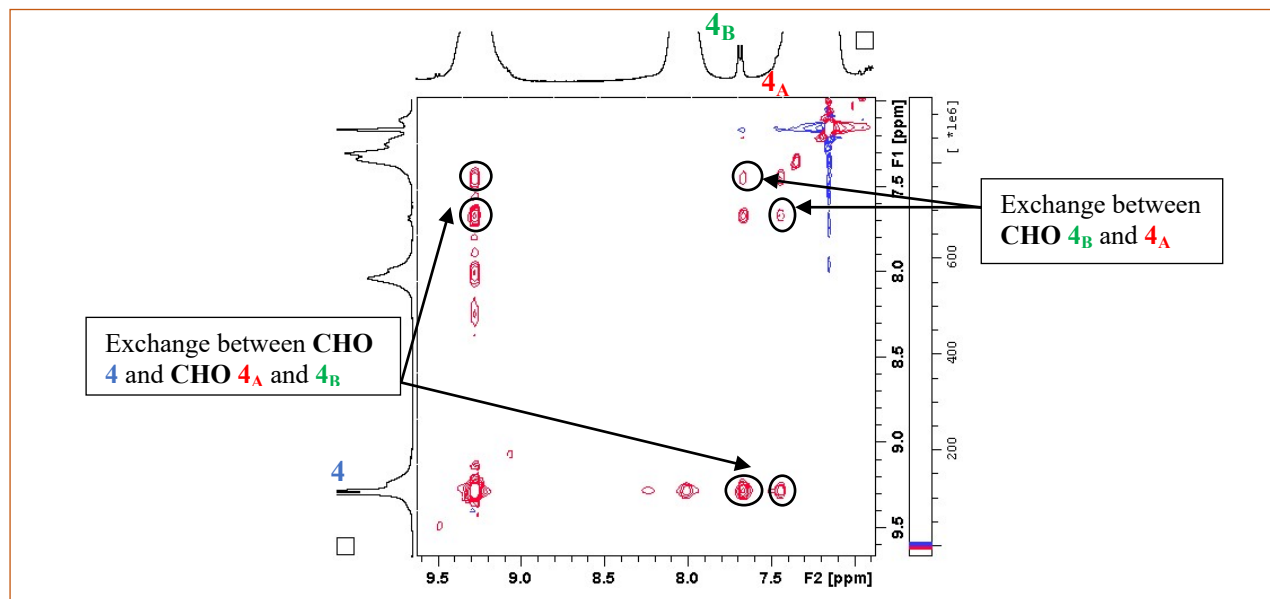 4B
4A
7.5 F1 [ppm]
8.0
8.5
9.0
9.5
[ *1e6]
600
400
200
Exchange between
CHO 4B and 4A
Exchange between CHO
4 and CHO 4A and 4B
4
9.5 9.0 8.5 8.0 7.5 F2 [ppm]